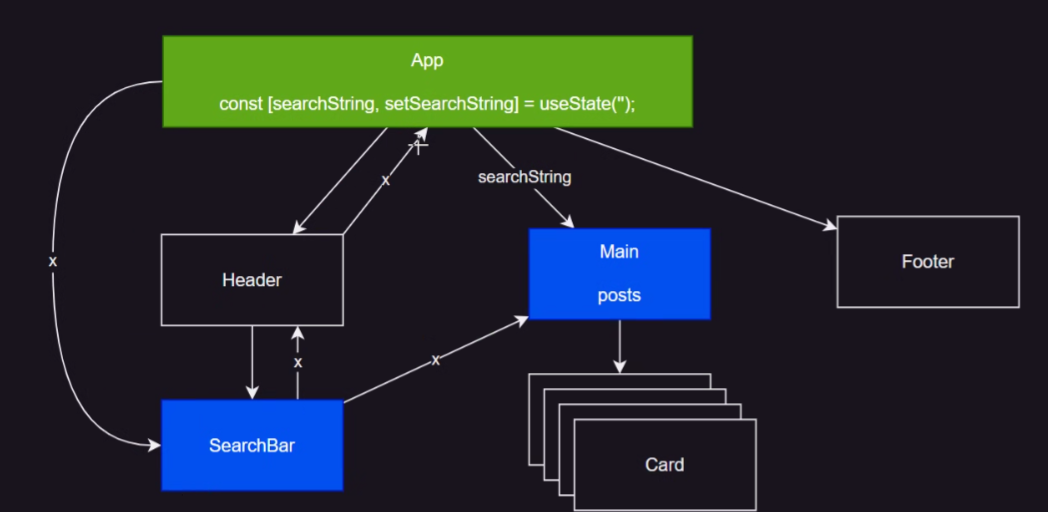 App
const [searchString, setSearchString] = useState('');
x
searchString
Header
Main
posts
Footer
x
x
x
SearchBar
Card